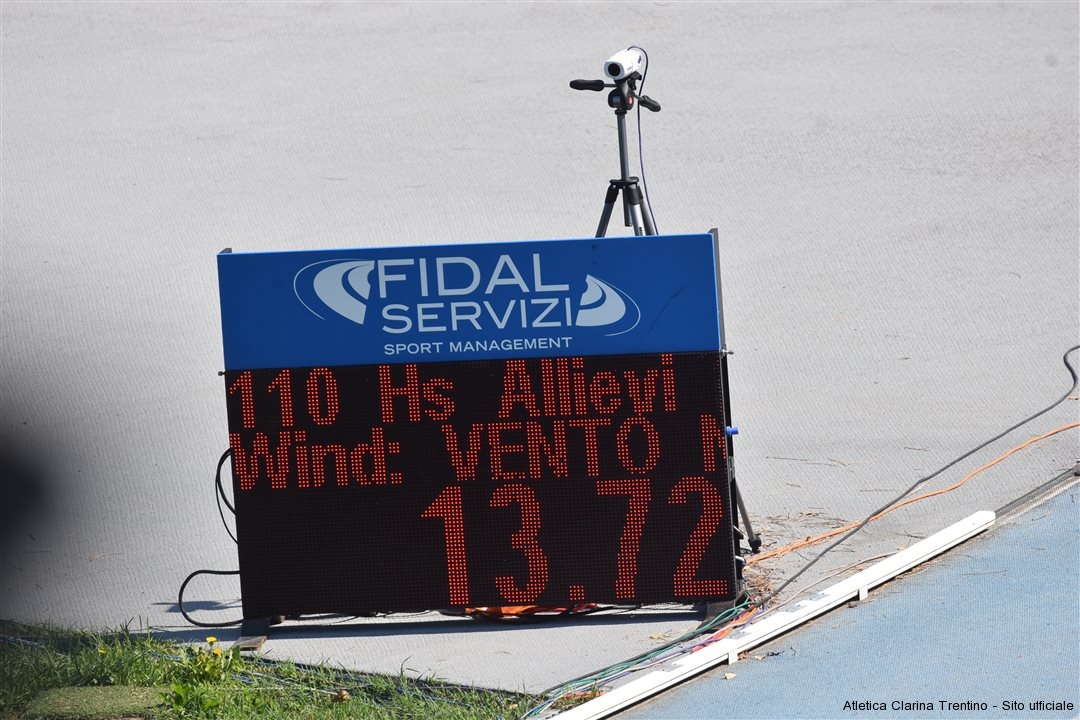 FIDAL
SERVIZI
SPORT MANAGEMENT
110 Hs Allievi
Wind: VENTO
13.72
Atletica Clarina Trentino - Sito ufficiale